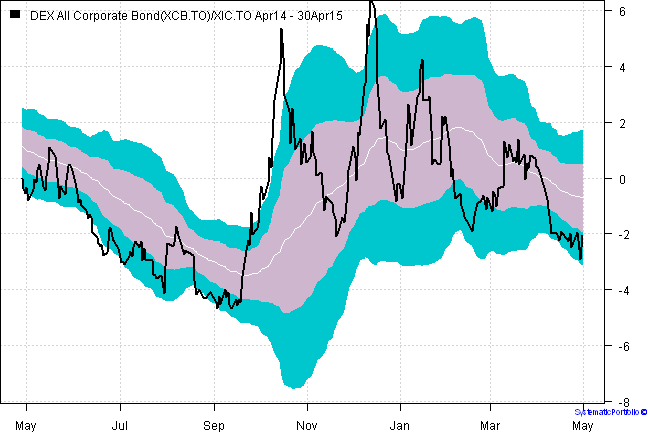 DEX All Corporate Bond(XCB.TO)/XIC.TO Apr14 - 30Apr15
6
4
2
0
-2
-4
-6
-8
SystematicPortfolio ©
May Jul Sep Nov Jan Mar May